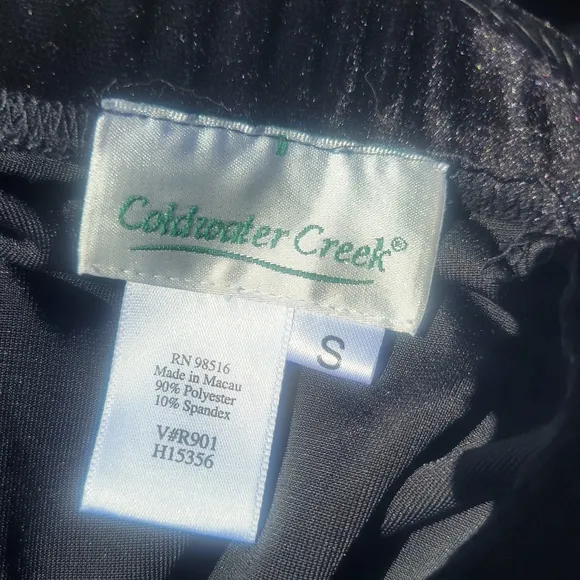 Coldwater Creek®
S
RN 98516
Made in Macau
90% Polyester
10% Spandex
V#R901
H15356